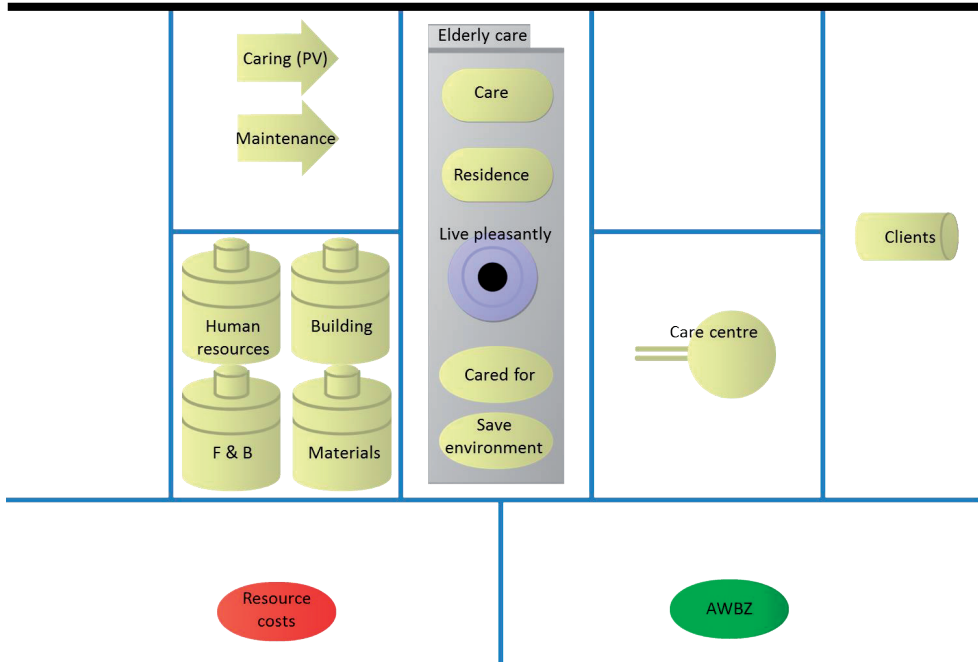 Caring (PV)
Maintenance
Human
resources
Building
F & B
Materials
Elderly care
Care
Residence
Live pleasantly
Cared for
Save
environment
Care centre
Clients
Resource
costs
AWBZ